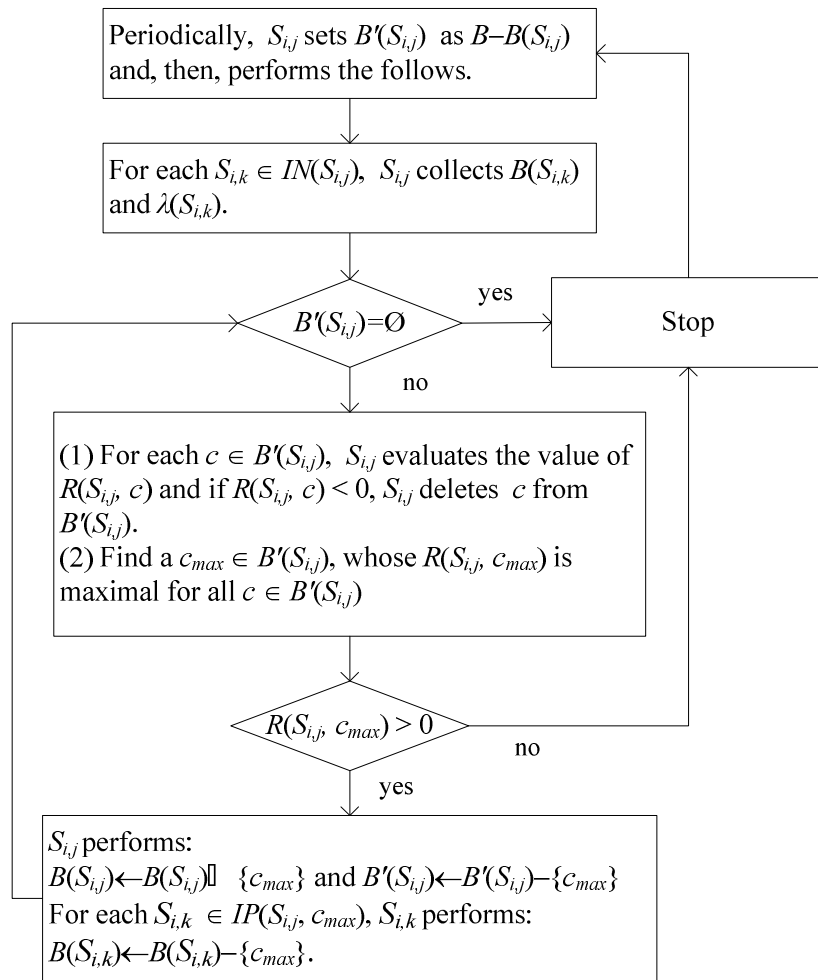 Periodically, S_{i,j} sets B'(S_{i,j}) as B−B(S_{i,j})
and, then, performs the follows.
For each S_{i,k} ∈ IN(S_{i,j}), S_{i,j} collects B(S_{i,k})
and λ(S_{i,k}).
B'(S_{i,j})=Ø
yes
Stop
no
(1) For each c ∈ B'(S_{i,j}), S_{i,j} evaluates the value of
R(S_{i,j}, c) and if R(S_{i,j}, c) < 0, S_{i,j} deletes c from
B'(S_{i,j}).
(2) Find a c_{max} ∈ B'(S_{i,j}), whose R(S_{i,j}, c_{max}) is
maximal for all c ∈ B'(S_{i,j})
R(S_{i,j}, c_{max}) > 0
no
yes
S_{i,j} performs:
B(S_{i,j})←B(S_{i,j})▯ {c_{max}} and B'(S_{i,j})←B'(S_{i,j})−{c_{max}}
For each S_{i,k} ∈ IP(S_{i,j}, c_{max}), S_{i,k} performs:
B(S_{i,k})←B(S_{i,k})−{c_{max}}.